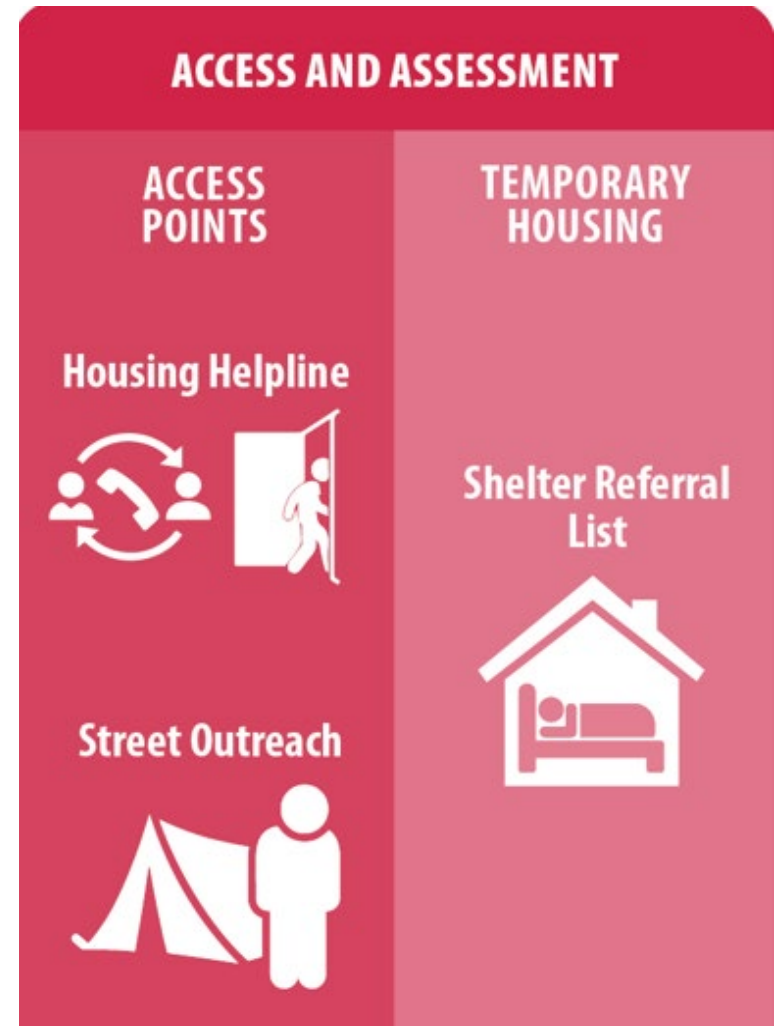 ACCESS AND ASSESSMENT
ACCESS
POINTS
Housing Helpline
Street Outreach
TEMPORARY
HOUSING
Shelter Referral
List